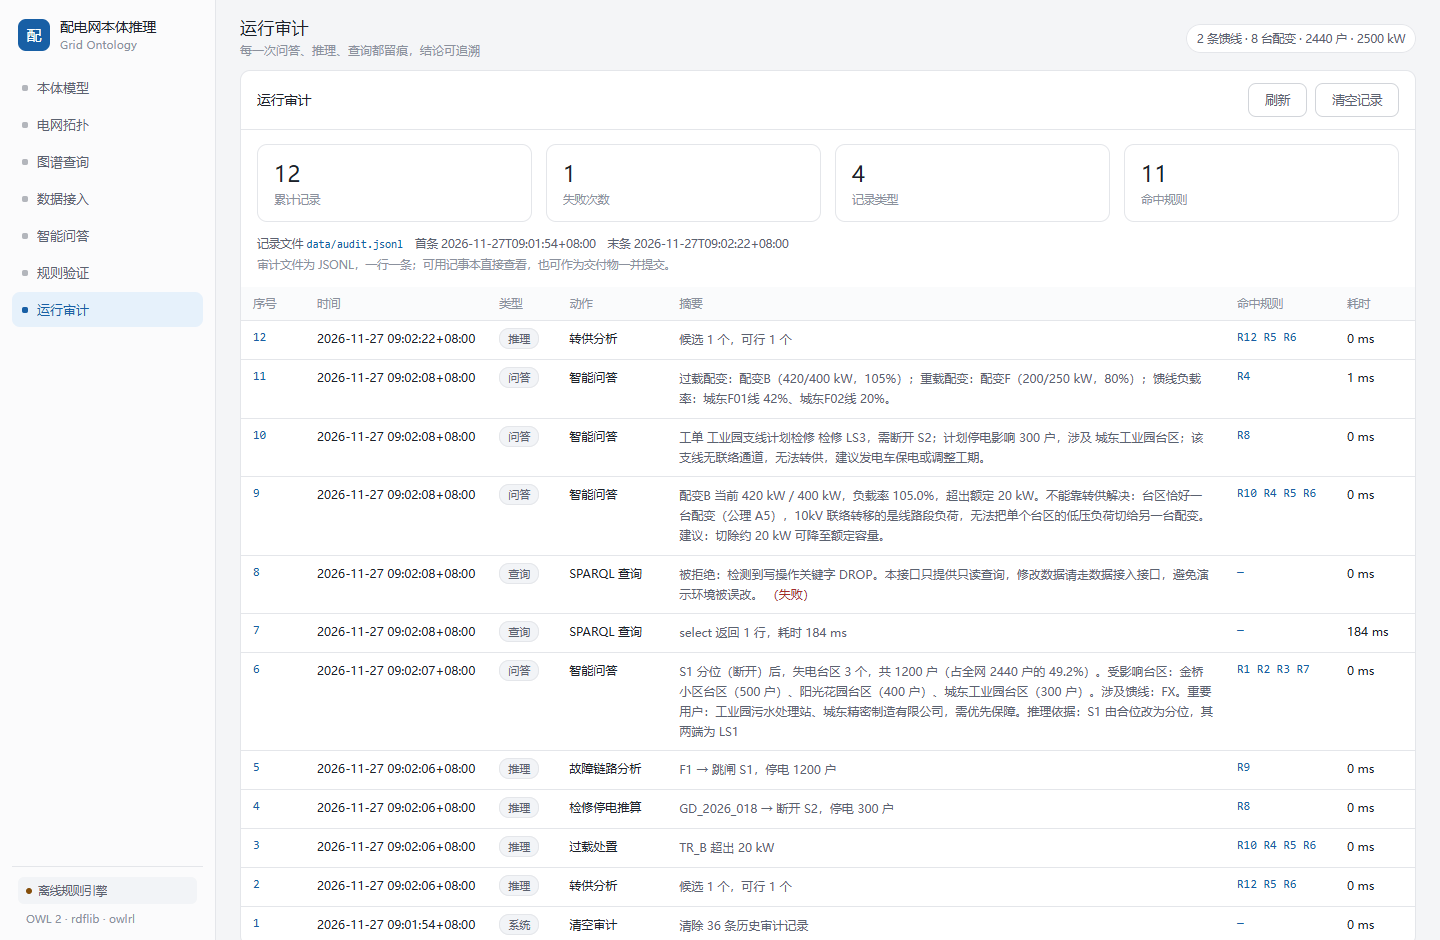 配
配电网本体推理
Grid Ontology
本体模型
电网拓扑
图谱查询
数据接入
智能问答
规则验证
运行审计
离线规则引擎
OWL 2 · rdflib · owlrl
运行审计
每一次问答、推理、查询都留痕，结论可追溯
2 条馈线 · 8 台配变 · 2440 户 · 2500 kW
运行审计
刷新
清空记录
12
累计记录
1
失败次数
4
记录类型
11
命中规则
记录文件 data/audit.jsonl 首条 2026-11-27T09:01:54+08:00 末条 2026-11-27T09:02:22+08:00
审计文件为 JSONL，一行一条；可用记事本直接查看，也可作为交付物一并提交。
序号 时间 类型 动作 摘要 命中规则 耗时
12 2026-11-27 09:02:22+08:00 推理 转供分析 候选 1 个，可行 1 个 R12 R5 R6 0 ms
11 2026-11-27 09:02:08+08:00 问答 智能问答 过载配变：配变B（420/400 kW，105%）；重载配变：配变F（200/250 kW，80%）；馈线负载 R4 1 ms
率：城东F01线 42%、城东F02线 20%。
10 2026-11-27 09:02:08+08:00 问答 智能问答 工单 工业园支线计划检修 检修 LS3，需断开 S2；计划停电影响 300 户，涉及 城东工业园台区；该 R8 0 ms
支线无联络通道，无法转供，建议发电车保电或调整工期。
9 2026-11-27 09:02:08+08:00 问答 智能问答 配变B 当前 420 kW / 400 kW，负载率 105.0%，超出额定 20 kW。不能靠转供解决：台区恰好一 R10 R4 R5 R6 0 ms
台配变（公理 A5），10kV 联络转移的是线路段负荷，无法把单个台区的低压负荷切给另一台配变。
建议：切除约 20 kW 可降至额定容量。
8 2026-11-27 09:02:08+08:00 查询 SPARQL 查询 被拒绝：检测到写操作关键字 DROP。本接口只提供只读查询，修改数据请走数据接入接口，避免演 — 0 ms
示环境被误改。 （失败）
7 2026-11-27 09:02:08+08:00 查询 SPARQL 查询 select 返回 1 行，耗时 184 ms — 184 ms
6 2026-11-27 09:02:07+08:00 问答 智能问答 S1 分位（断开）后，失电台区 3 个，共 1200 户（占全网 2440 户的 49.2%）。受影响台区：金桥 R1 R2 R3 R7 0 ms
小区台区（500 户）、阳光花园台区（400 户）、城东工业园台区（300 户）。涉及馈线：FX。重要
用户：工业园污水处理站、城东精密制造有限公司，需优先保障。推理依据：S1 由合位改为分位，其
两端为 LS1
5 2026-11-27 09:02:06+08:00 推理 故障链路分析 F1 → 跳闸 S1，停电 1200 户 R9 0 ms
4 2026-11-27 09:02:06+08:00 推理 检修停电推算 GD_2026_018 → 断开 S2，停电 300 户 R8 0 ms
3 2026-11-27 09:02:06+08:00 推理 过载处置 TR_B 超出 20 kW R10 R4 R5 R6 0 ms
2 2026-11-27 09:02:06+08:00 推理 转供分析 候选 1 个，可行 1 个 R12 R5 R6 0 ms
1 2026-11-27 09:01:54+08:00 系统 清空审计 清除 36 条历史审计记录 — 0 ms